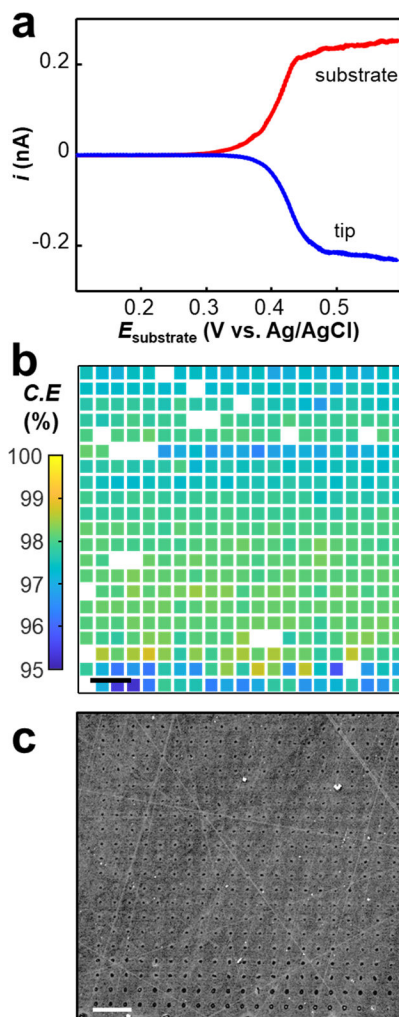 a
0.2
substrate
i (nA)
0
-0.2
tip
0.2 0.3 0.4 0.5
Esubstrate (V vs. Ag/AgCl)
b
C.E
(%)
100
99
98
97
96
95
c